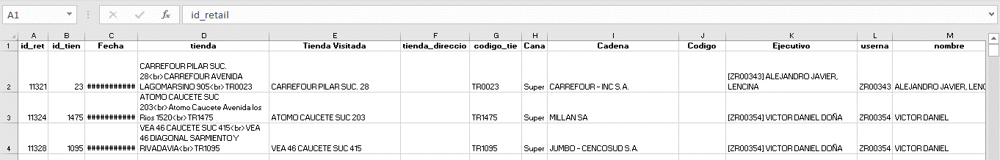 A1 fx id_retail
A B C D E F G H I J K L M
1 id_ret id_tien Fecha tienda Tienda Visitada tienda_direccio codigo_tie Cana Cadena Codigo Ejecutivo userna nombre
CARREFOUR PILAR SUC.
28<br>CARREFOUR AVENIDA [ZR00343] ALEJANDRO JAVIER,
LAGOMARSINO 905<br>TR0023
2 11321 23 ########### CARREFOUR PILAR SUC. 28 TR0023 Super CARREFOUR - INC S.A. LENCINA ZR00343 ALEJANDRO JAVIER, LENC
ATOMO CAUCETE SUC
203<br>Atomo Caucete Avenida los
3 11324 1475 ########### Rios 1520<br>TR1475 ATOMO CAUCETE SUC 203 TR1475 Super MILLAN SA [ZR00354] VICTOR DANIEL DOÑA ZR00354 VICTOR DANIEL
VEA 46 CAUCETE SUC 415<br>VEA
46 DIAGONAL SARMIENTO Y
4 11328 1095 ########### RIVADAVIA<br>TR1095 VEA 46 CAUCETE SUC 415 TR1095 Super JUMBO - CENCOSUD S.A. [ZR00354] VICTOR DANIEL DOÑA ZR00354 VICTOR DANIEL